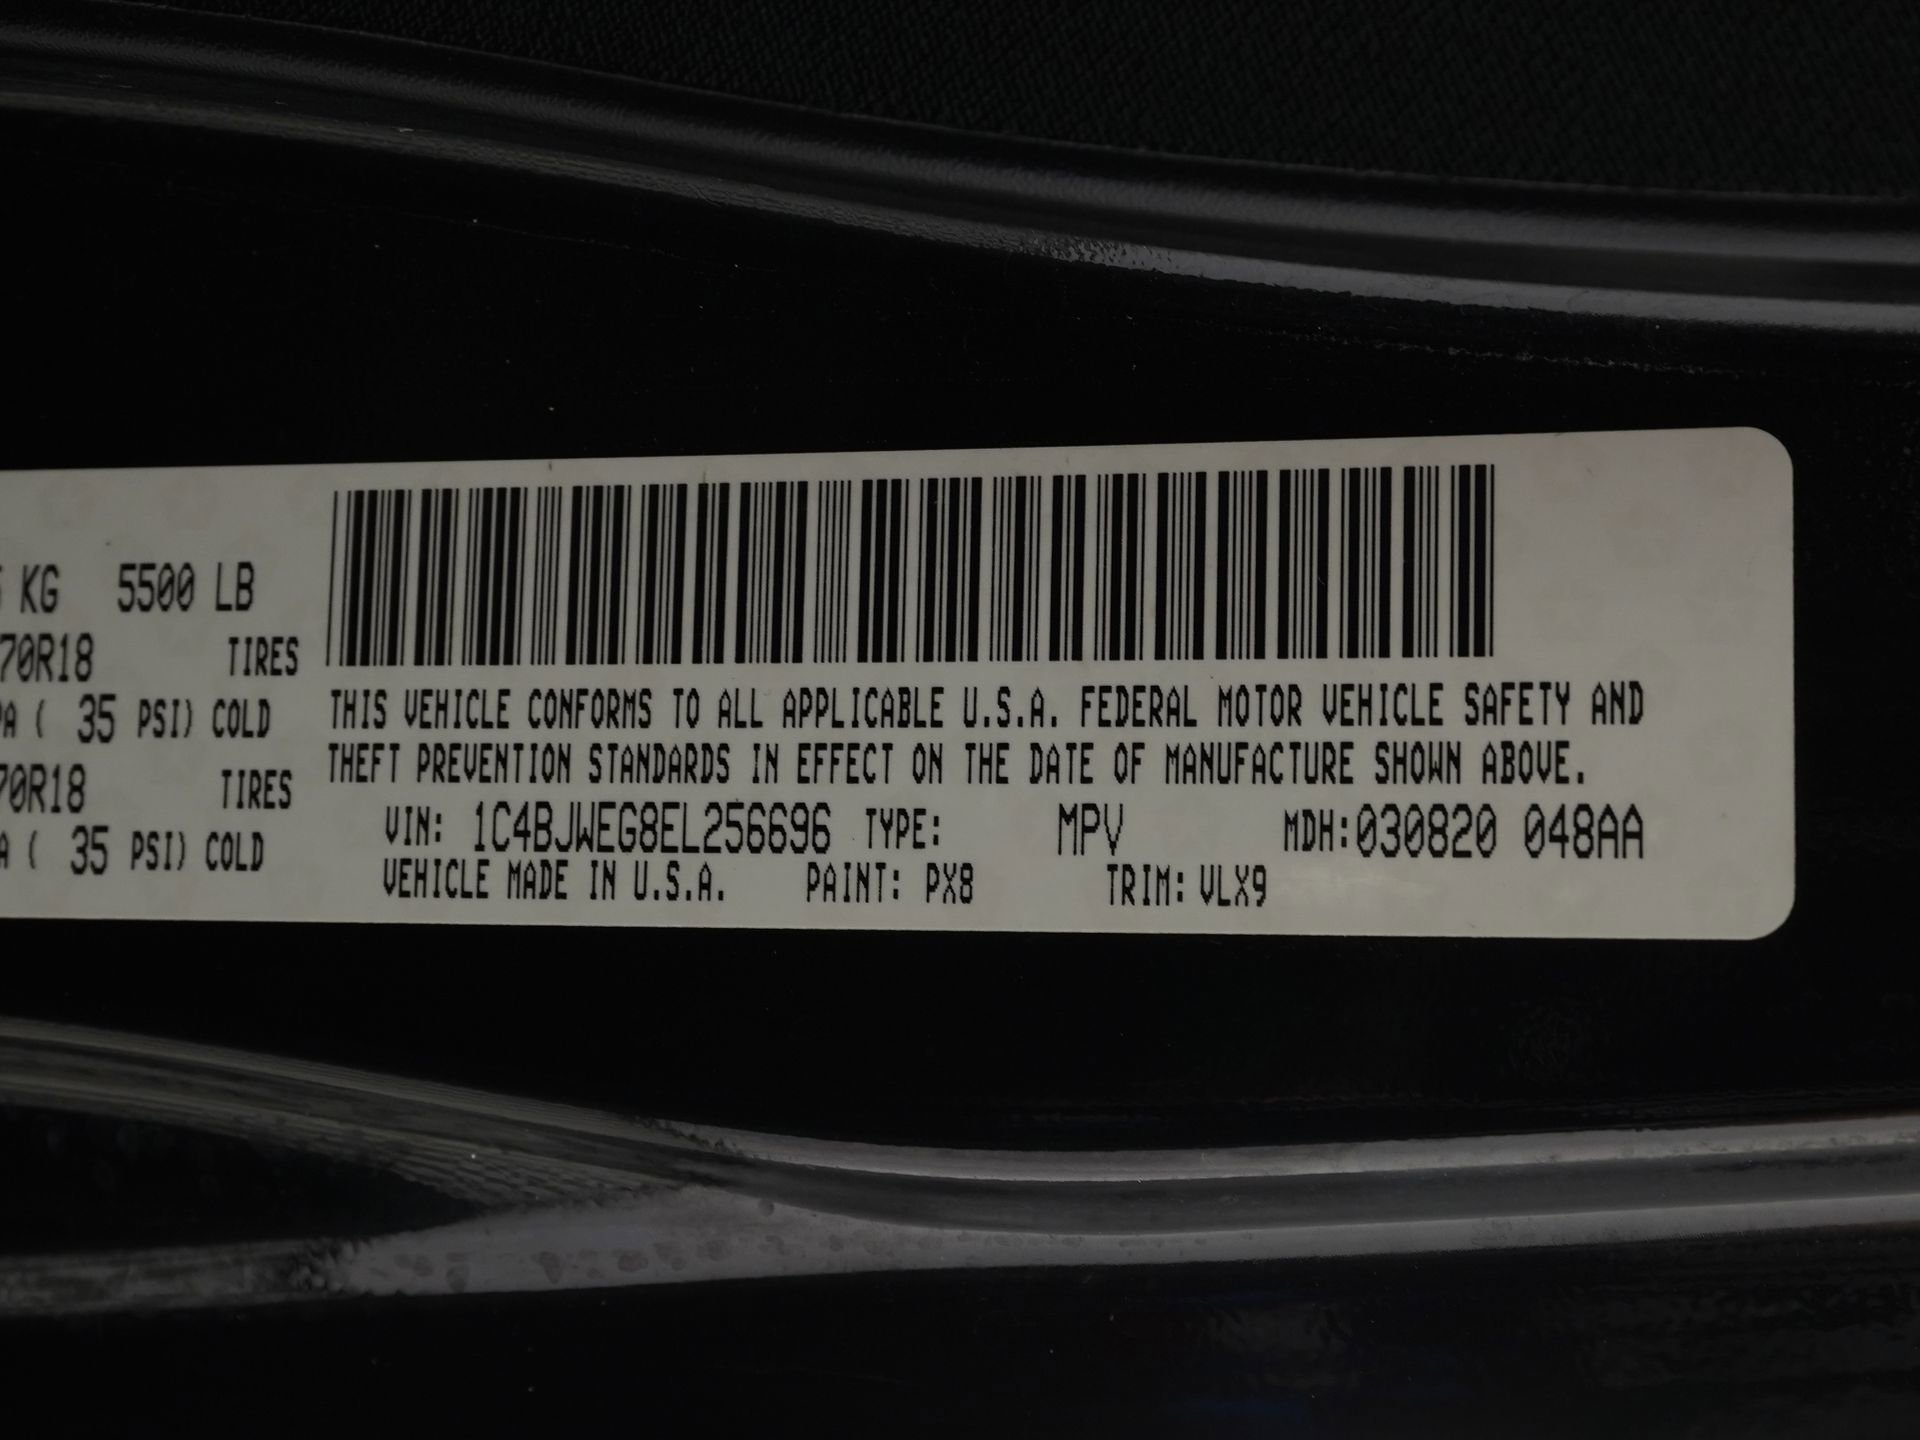 KG 5500 LB
70R18 TIRES
PA ( 35 PSI) COLD
70R18 TIRES
A ( 35 PSI) COLD
THIS VEHICLE CONFORMS TO ALL APPLICABLE U.S.A. FEDERAL MOTOR VEHICLE SAFETY AND
THEFT PREVENTION STANDARDS IN EFFECT ON THE DATE OF MANUFACTURE SHOWN ABOVE.
VIN: 1C4BJWEG8EL256696 TYPE: MPV MDH:030820 048AA
VEHICLE MADE IN U.S.A. PAINT: PX8 TRIM: VLX9